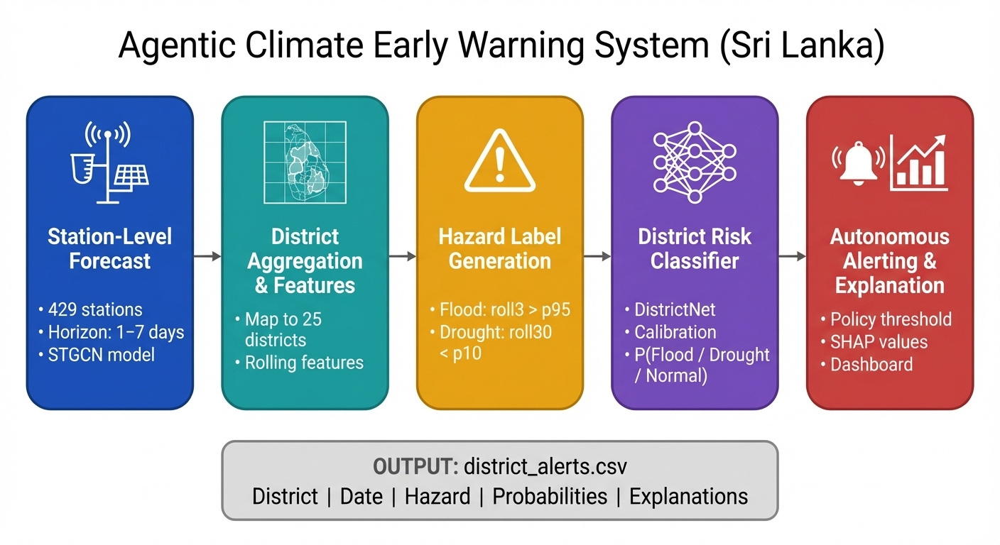 Agentic Climate Early Warning System (Sri Lanka)
Station-Level
Forecast
• 429 stations
• Horizon: 1–7 days
• STGCN model
District
Aggregation
& Features
• Map to 25
districts
• Rolling features
Hazard Label
Generation
• Flood: roll3 > p95
• Drought: roll30
< p10
District Risk
Classifier
• DistrictNet
• Calibration
• P(Flood / Drought
/ Normal)
Autonomous
Alerting &
Explanation
• Policy threshold
• SHAP values
• Dashboard
OUTPUT: district_alerts.csv
District | Date | Hazard | Probabilities | Explanations